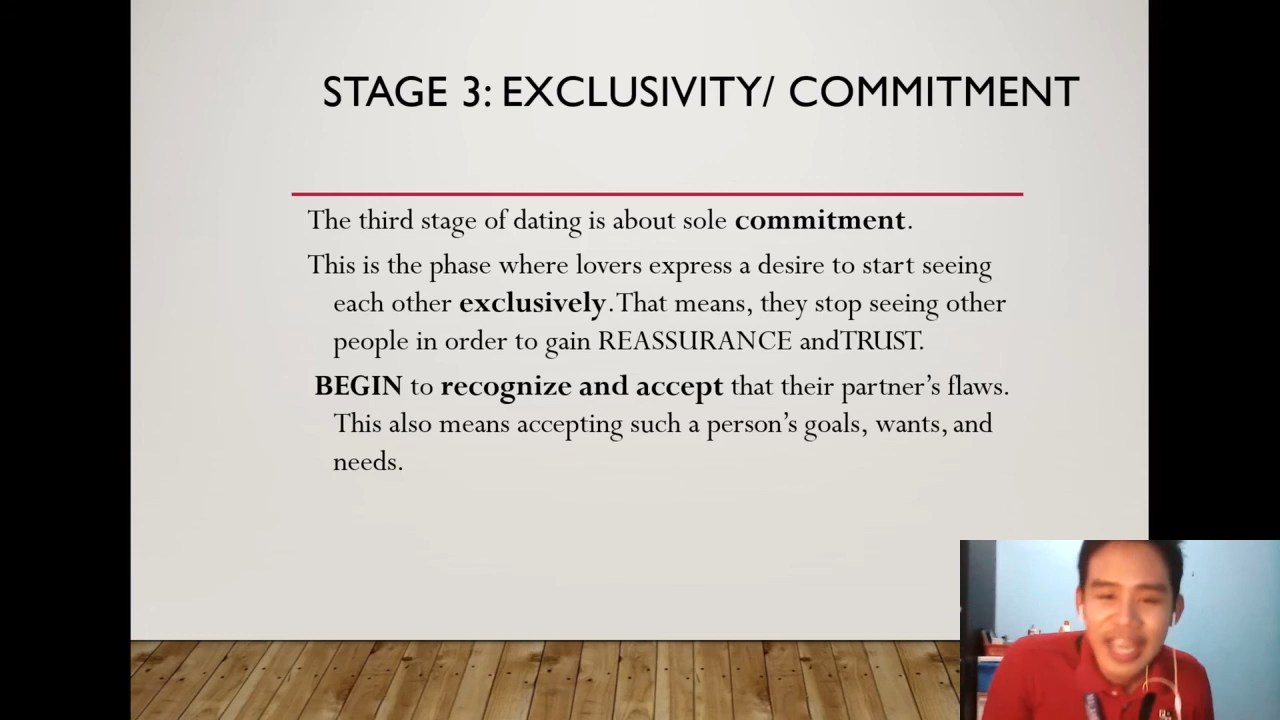 STAGE 3: EXCLUSIVITY/ COMMITMENT
The third stage of dating is about sole commitment.
This is the phase where lovers express a desire to start seeing
each other exclusively. That means, they stop seeing other
people in order to gain REASSURANCE andTRUST.
BEGIN to recognize and accept that their partner’s flaws.
This also means accepting such a person’s goals, wants, and
needs.